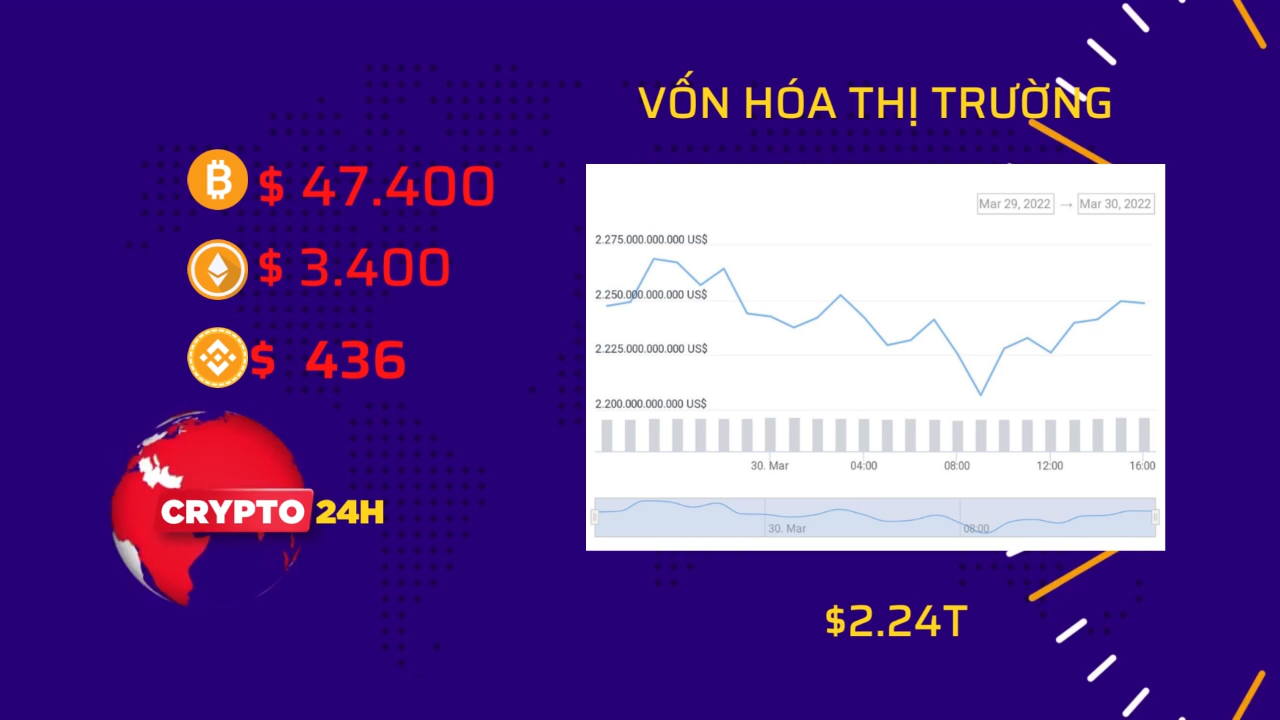 VỐN HÓA THỊ TRƯỜNG
$ 47.400
$ 3.400
$ 436
CRYPTO 24H
Mar 29, 2022 → Mar 30, 2022
2.275.000.000.000 US$
2.250.000.000.000 US$
2.225.000.000.000 US$
2.200.000.000.000 US$
30. Mar 04:00 08:00 12:00 16:00
30. Mar 08:00
$2.24T